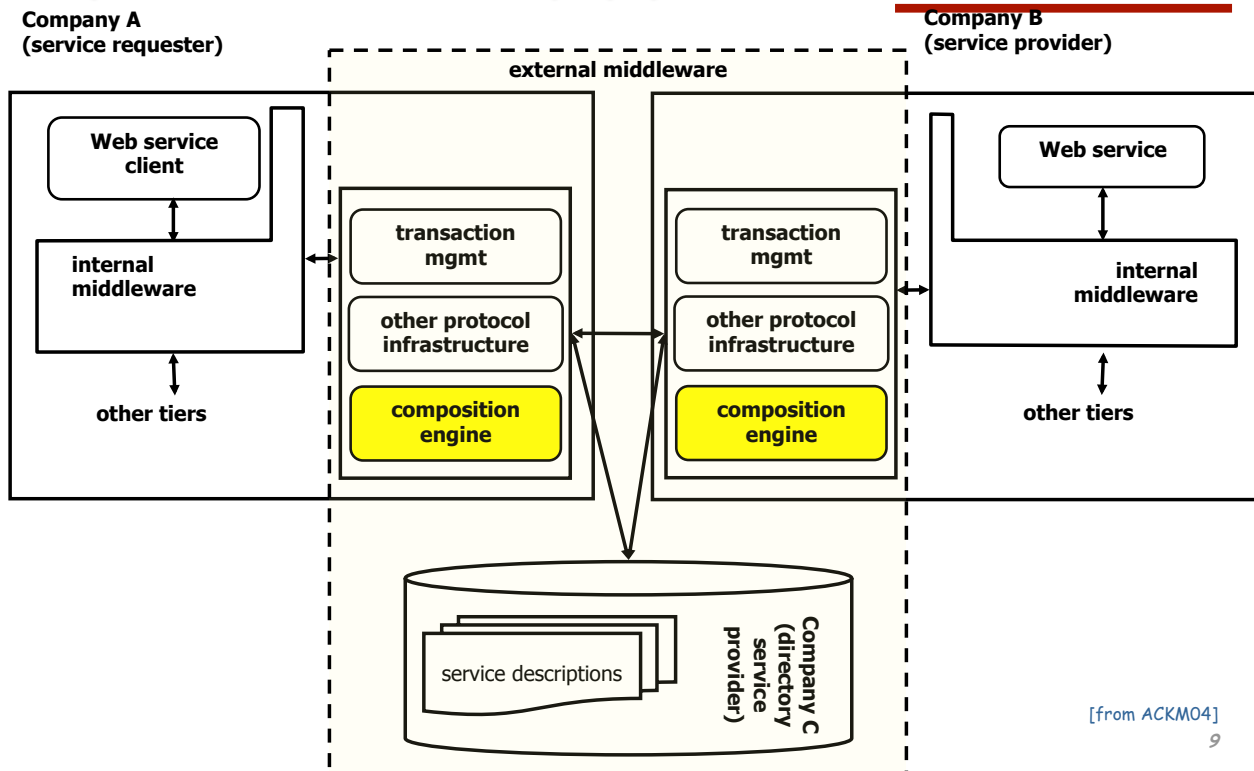 Company A
(service requester)
Company B
(service provider)
external middleware
Web service
client
internal
middleware
other tiers
transaction
mgmt
other protocol
infrastructure
composition
engine
transaction
mgmt
other protocol
infrastructure
composition
engine
Web service
internal
middleware
other tiers
service descriptions
Company C
(directory
service
provider)
[from ACKM04]
9